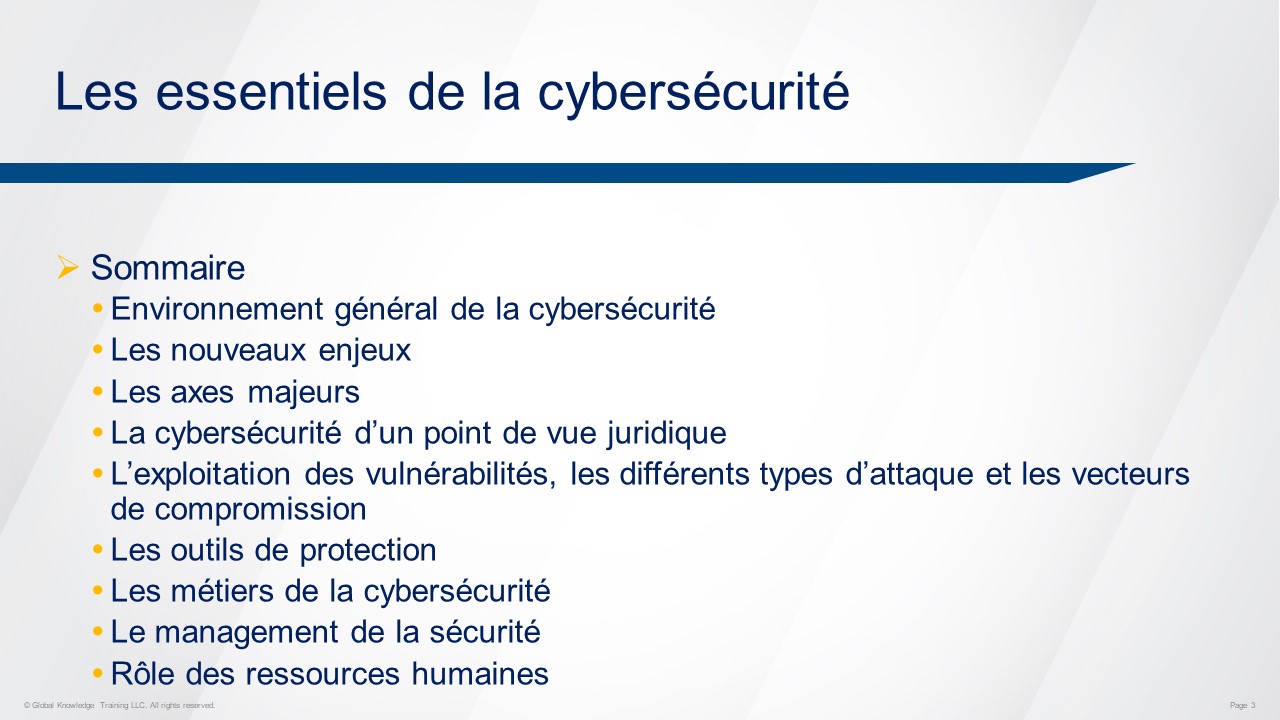 Les essentiels de la cybersécurité
Sommaire
Environnement général de la cybersécurité
Les nouveaux enjeux
Les axes majeurs
La cybersécurité d’un point de vue juridique
L’exploitation des vulnérabilités, les différents types d’attaque et les vecteurs
de compromission
Les outils de protection
Les métiers de la cybersécurité
Le management de la sécurité
Rôle des ressources humaines
© Global Knowledge Training LLC. All rights reserved.
Page 3